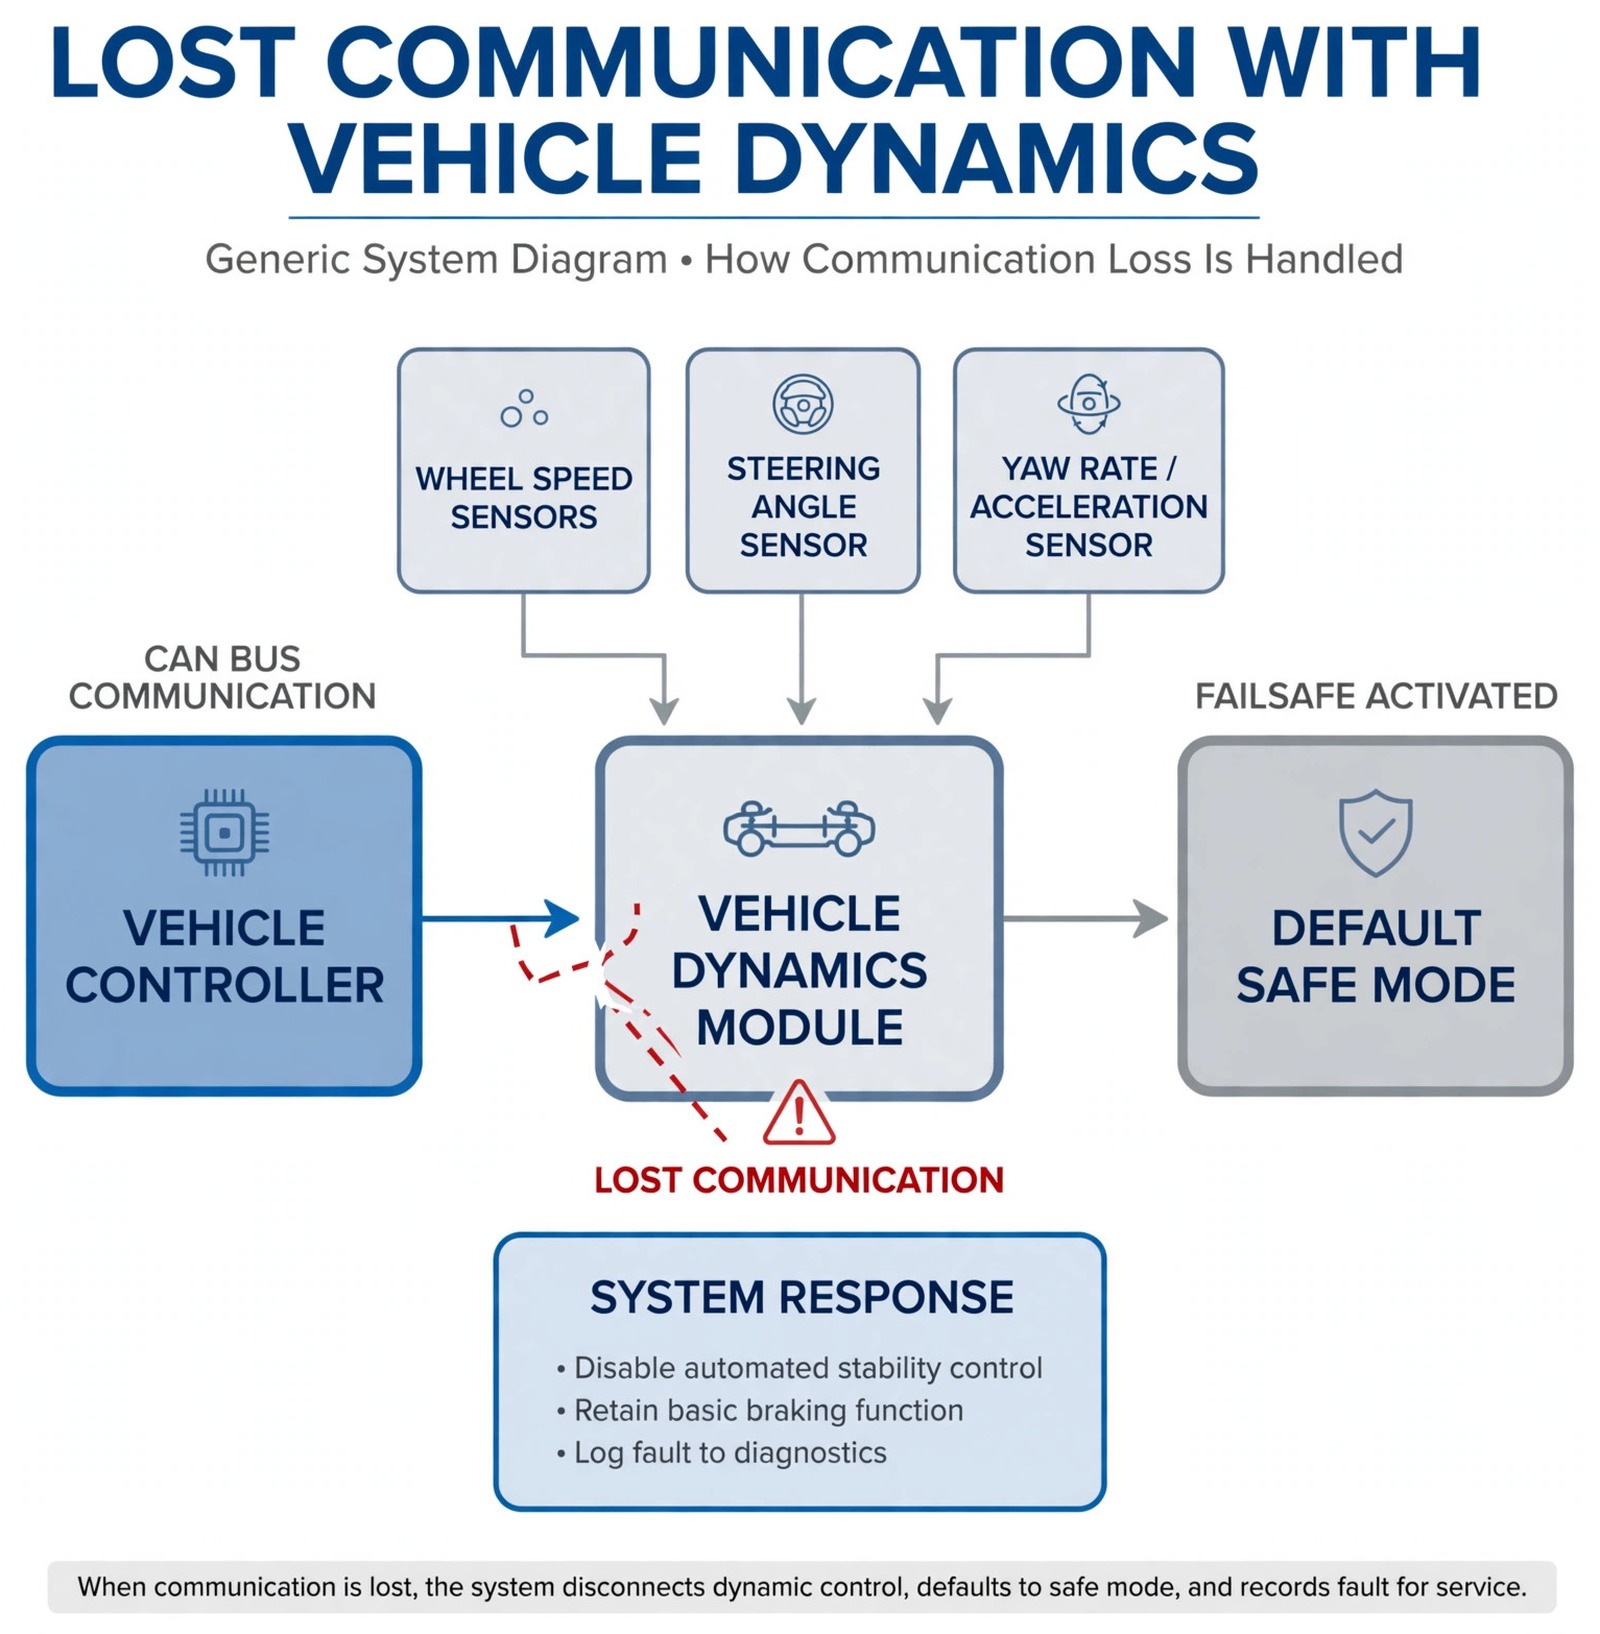 LOST COMMUNICATION WITH
VEHICLE DYNAMICS
Generic System Diagram • How Communication Loss Is Handled
WHEEL SPEED
SENSORS
STEERING
ANGLE
SENSOR
YAW RATE /
ACCELERATION
SENSOR
CAN BUS
COMMUNICATION
FAILSAFE ACTIVATED
VEHICLE
CONTROLLER
VEHICLE
DYNAMICS
MODULE
DEFAULT
SAFE MODE
LOST COMMUNICATION
SYSTEM RESPONSE
• Disable automated stability control
• Retain basic braking function
• Log fault to diagnostics
When communication is lost, the system disconnects dynamic control, defaults to safe mode, and records fault for service.